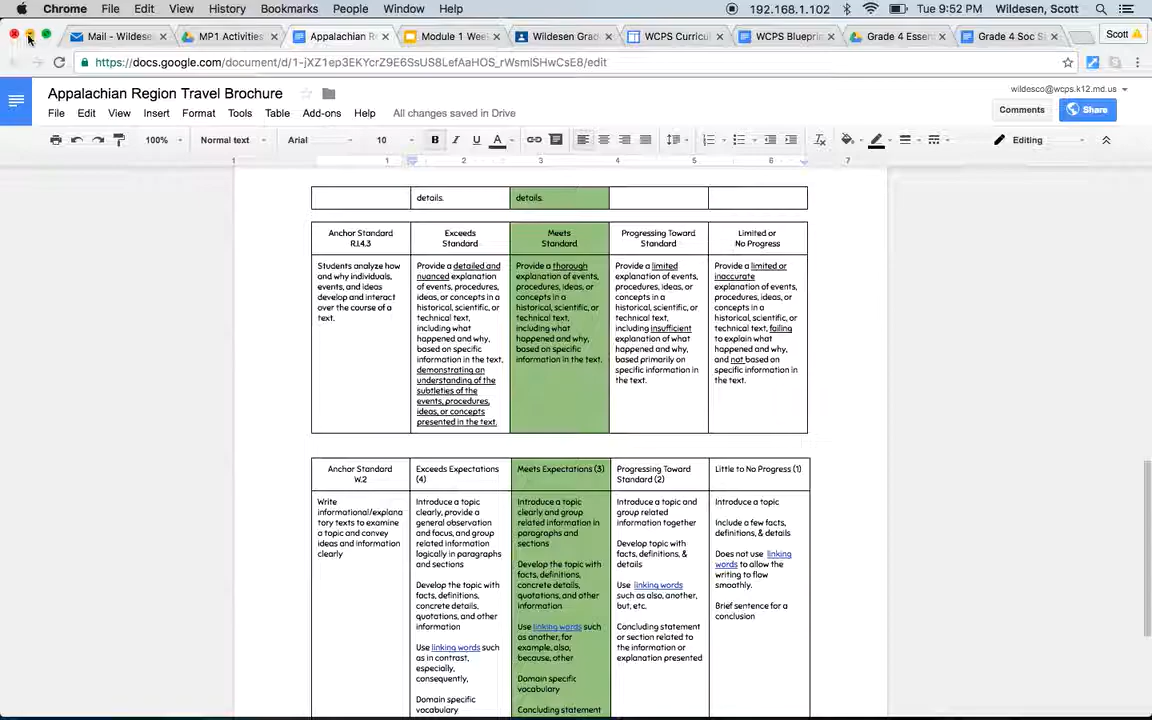 Chrome File Edit View History Bookmarks People Window Help 192.168.1.102 Tue 9:52 PM Wildesen, Scott
Mail - Wildese Mail MP1 Activities Appalachian Re Module 1 Wee Wildesen Grad WCPS Curricul WCPS Blueprin Grade 4 Essen Grade 4 Soc S Scott
https://docs.google.com/document/d/1-jXZ1ep3EKYcrZ9E6SsUS8LefAaHOS_rWsmlSHwCsE8/edit
Appalachian Region Travel Brochure
wildesco@wcps.k12.md.us
File Edit View Insert Format Tools Table Add-ons Help All changes saved in Drive
Comments
Share
100% Normal text Arial 10 B I U A Editing
1 1 2 3 4 5 6 7
details. details.
Anchor Standard
RI.4.3
Exceeds
Standard
Meets
Standard
Progressing Toward
Standard
Limited or
No Progress
Students analyze how
and why individuals,
events, and ideas
develop and interact
over the course of a
text.
Provide a detailed and
nuanced explanation
of events, procedures,
ideas, or concepts in a
historical, scientific, or
technical text,
including what
happened and why,
based on specific
information in the text,
demonstrating an
understanding of the
subtleties of the
events, procedures,
ideas, or concepts
presented in the text.
Provide a thorough
explanation of events,
procedures, ideas, or
concepts in a
historical, scientific, or
technical text,
including what
happened and why,
based on specific
information in the text.
Provide a limited
explanation of events,
procedures, ideas, or
concepts in a
historical, scientific, or
technical text,
including insufficient
explanation of what
happened and why,
based primarily on
specific information in
the text.
Provide a limited or
inaccurate
explanation of events,
procedures, ideas, or
concepts in a
historical, scientific, or
technical text, failing
to explain what
happened and why,
and not based on
specific information in
the text.
Anchor Standard
W.2
Exceeds Expectations
(4)
Meets Expectations (3)
Progressing Toward
Standard (2)
Little to No Progress (1)
Write
informational/explana
tory texts to examine
a topic and convey
ideas and information
clearly
Introduce a topic
clearly, provide a
general observation
and focus, and group
related information
logically in paragraphs
and sections
Develop the topic with
facts, definitions,
concrete details,
quotations, and other
information
Use linking words such
as in contrast,
especially,
consequently,
Domain specific
vocabulary
Introduce a topic
clearly and group
related information in
paragraphs and
sections
Develop the topic with
facts, definitions,
concrete details,
quotations, and other
information
Use linking words such
as another, for
example, also,
because, other
Domain specific
vocabulary
Concluding statement
Introduce a topic and
group related
information together
Develop topic with
facts, definitions, &
details
Use linking words
such as also, another,
but, etc.
Concluding statement
or section related to
the information or
explanation presented
Introduce a topic
Include a few facts,
definitions, & details
Does not use linking
words to allow the
writing to flow
smoothly.
Brief sentence for a
conclusion